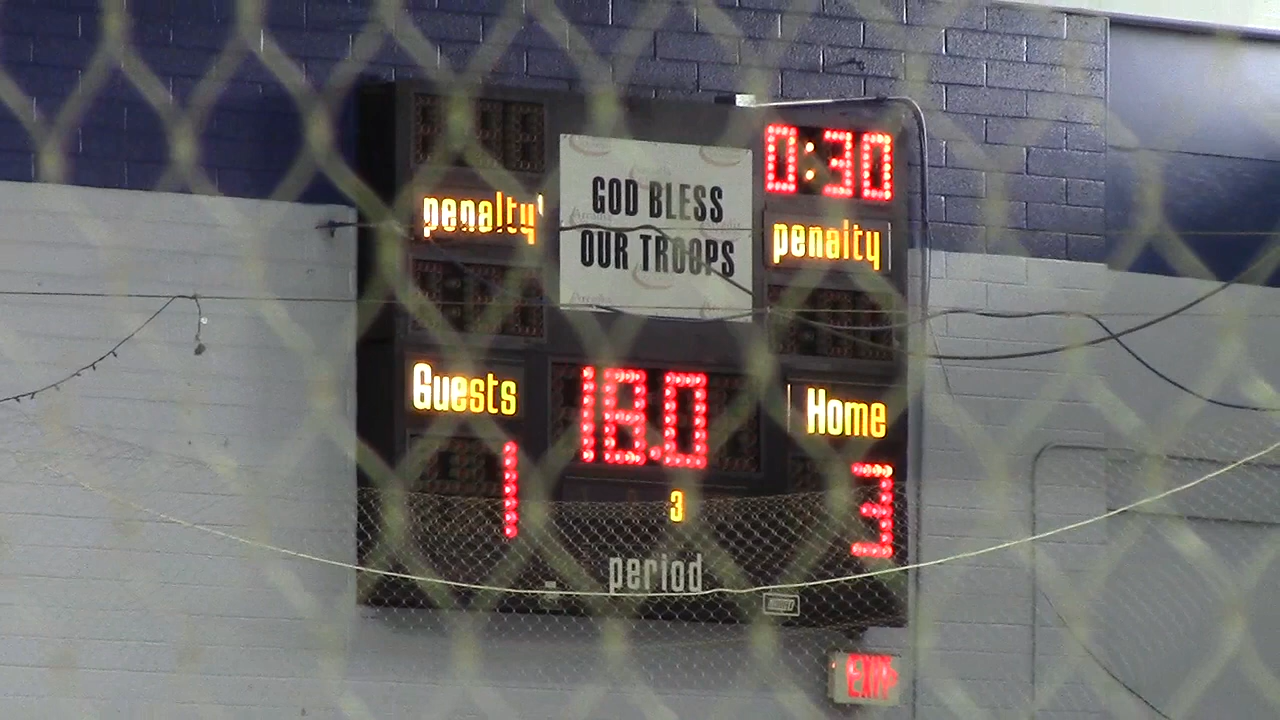 0:30
penalty
GOD BLESS
OUR TROOPS
penalty
Guests
18.0
Home
1
3
3
period
EXIT